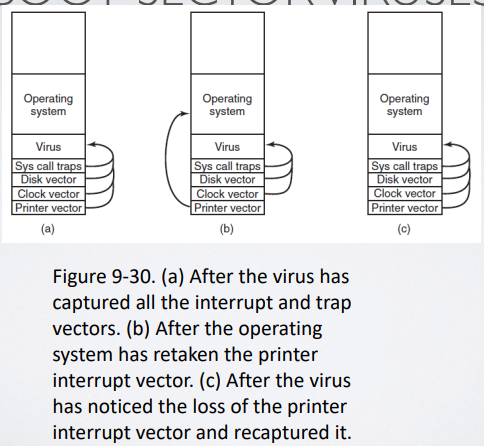 BOOT SECTOR VIRUSES
Operating
system
Virus
Sys call traps
Disk vector
Clock vector
Printer vector
(a)
Operating
system
Virus
Sys call traps
Disk vector
Clock vector
Printer vector
(b)
Operating
system
Virus
Sys call traps
Disk vector
Clock vector
Printer vector
(c)
Figure 9-30. (a) After the virus has
captured all the interrupt and trap
vectors. (b) After the operating
system has retaken the printer
interrupt vector. (c) After the virus
has noticed the loss of the printer
interrupt vector and recaptured it.